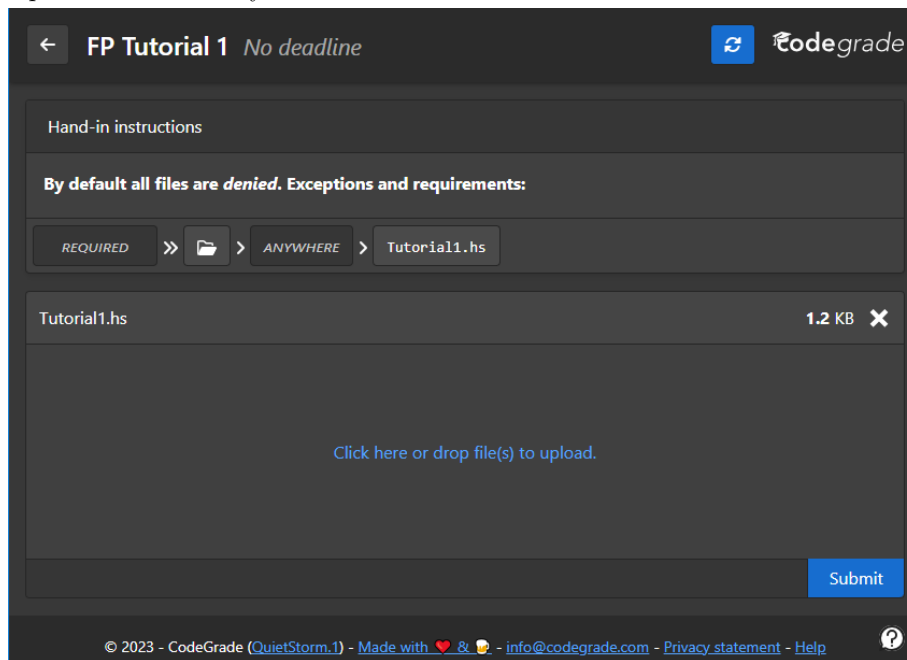 FP Tutorial 1 No deadline
Codegrade
Hand-in instructions
By default all files are denied. Exceptions and requirements:
REQUIRED
ANYWHERE
Tutorial1.hs
Tutorial1.hs 1.2 KB
Click here or drop file(s) to upload.
Submit
© 2023 - CodeGrade (QuietStorm.1) - Made with ❤️ & 🍺 - info@codegrade.com - Privacy statement - Help